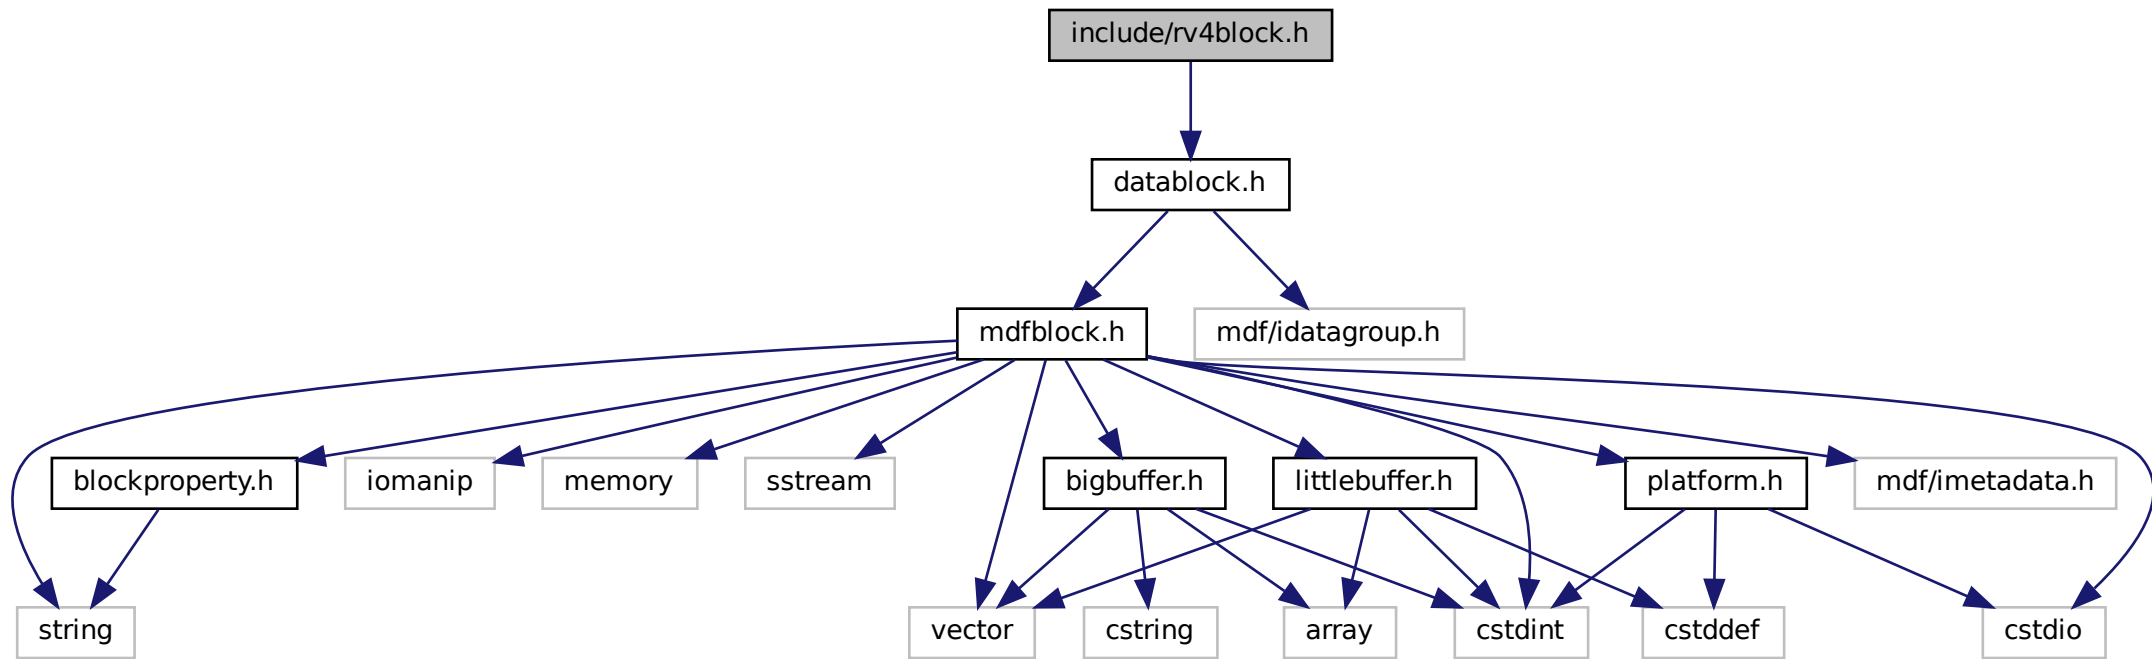 include/rv4block.h
datablock.h
mdfblock.h
mdf/idatagroup.h
blockproperty.h
iomanip
memory
sstream
bigbuffer.h
littlebuffer.h
platform.h
mdf/imetadata.h
string
vector
cstring
array
cstdint
cstddef
cstdio